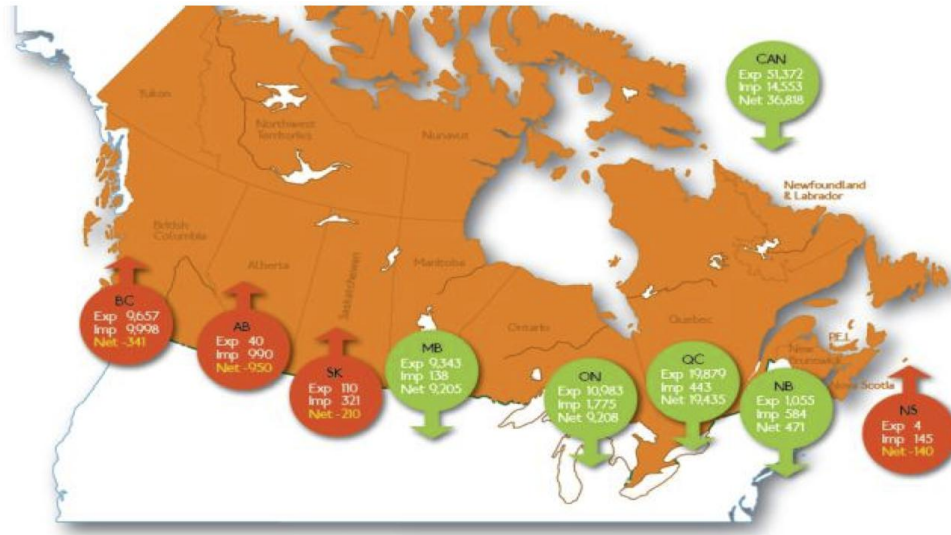 CAN
Exp 51,372
Imp 14,553
Net 36,818
Yukon
Northwest
Territories
Nunavut
Newfoundland
& Labrador
British
Columbia
Alberta
Saskatchewan
Manitoba
Ontario
Quebec
P.E.I.
New
Brunswick
Nova Scotia
BC
Exp 9,657
Imp 9,998
Net -341
AB
Exp 40
Imp 990
Net -950
SK
Exp 110
Imp 321
Net -210
MB
Exp 9,343
Imp 138
Net 9,205
ON
Exp 10,983
Imp 1,775
Net 9,208
QC
Exp 19,879
Imp 443
Net 19,435
NB
Exp 1,055
Imp 584
Net 471
NS
Exp 4
Imp 145
Net -140